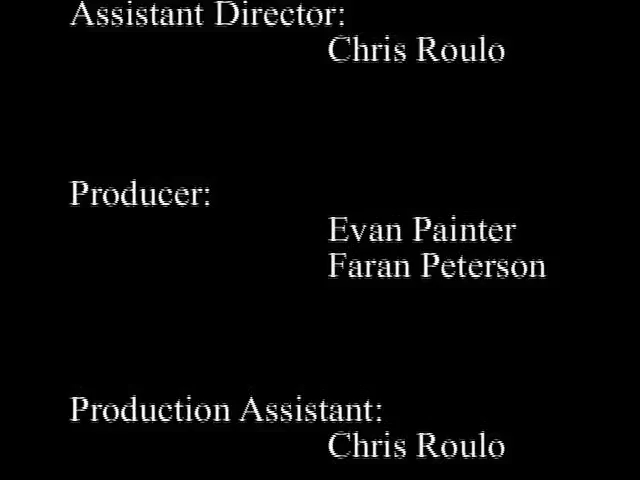 Assistant Director:
Chris Roulo
Producer:
Evan Painter
Faran Peterson
Production Assistant:
Chris Roulo